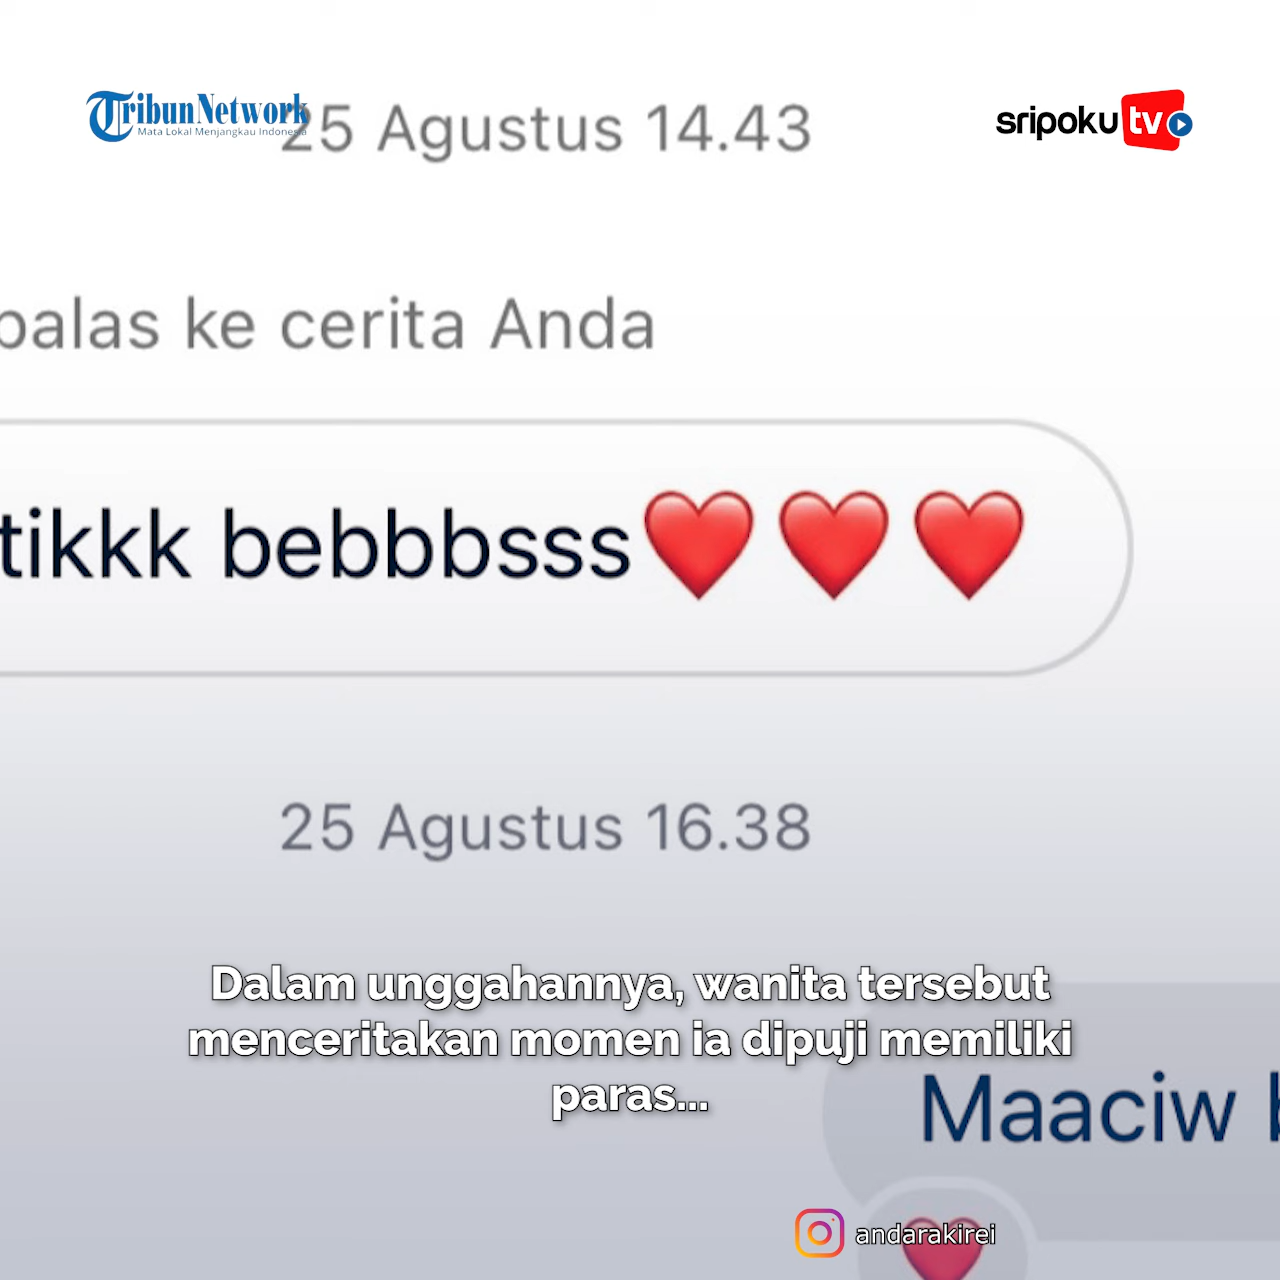 TribunNetwork
Mata Lokal Menjangkau Indonesia
sripoku tv
25 Agustus 14.43
balas ke cerita Anda
tikkk bebbbsss❤️❤️❤️
25 Agustus 16.38
Dalam unggahannya, wanita tersebut
menceritakan momen ia dipuji memiliki
paras...
Maaciw b
andarakirei